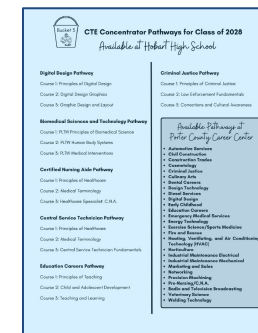 Bucket 5
CTE Concentrator Pathways for Class of 2028
Available at Hobart High School
Digital Design Pathway
Course 1: Principles of Digital Design
Course 2: Digital Design Graphics
Course 3: Graphic Design and Layout
Biomedical Sciences and Technology Pathway
Course 1: PLTW Principles of Biomedical Science
Course 2: PLTW Human Body Systems
Course 3: PLTW Medical Interventions
Certified Nursing Aide Pathway
Course 1: Principles of Healthcare
Course 2: Medical Terminology
Course 3: Healthcare Specialist: C.N.A.
Central Service Technician Pathway
Course 1: Principles of Healthcare
Course 2: Medical Terminology
Course 3: Central Service Technician Fundamentals
Education Careers Pathway
Course 1: Principles of Teaching
Course 2: Child and Adolescent Development
Course 3: Teaching and Learning
Criminal Justice Pathway
Course 1: Principles of Criminal Justice
Course 2: Law Enforcement Fundamentals
Course 3: Corrections and Cultural Awareness
Available Pathways at
Porter County Career Center
• Automotive Services
• Civil Construction
• Construction Trades
• Cosmetology
• Criminal Justice
• Culinary Arts
• Dental Careers
• Design Technology
• Diesel Services
• Digital Design
• Early Childhood
• Education Careers
• Emergency Medical Services
• Energy Technology
• Exercise Science/Sports Medicine
• Fire and Rescue
• Heating, Ventilating, and Air Conditioning
Technology (HVAC)
• Horticulture
• Industrial Maintenance Electrical
• Industrial Maintenance Mechanical
• Marketing and Sales
• Networking
• Precision Machining
• Pre-Nursing/C.N.A.
• Radio and Television Broadcasting
• Veterinary Science
• Welding Technology